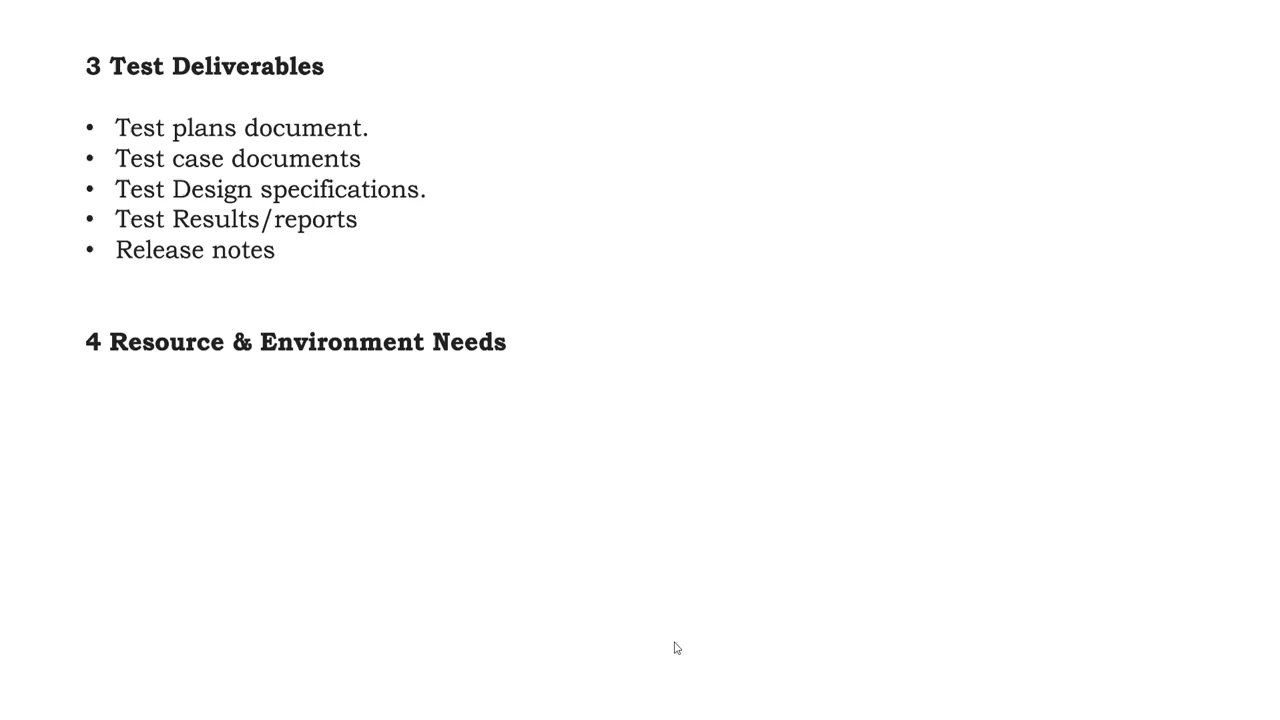 3 Test Deliverables
• Test plans document.
• Test case documents
• Test Design specifications.
• Test Results/reports
• Release notes
4 Resource & Environment Needs